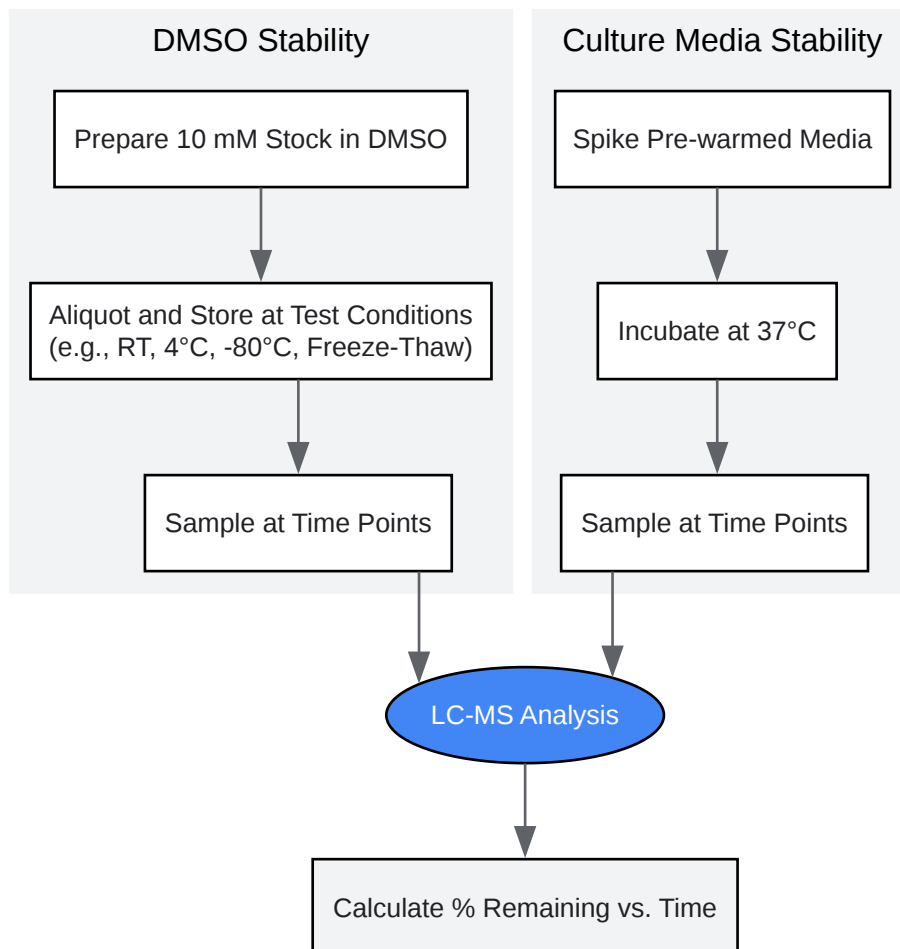 DMSO Stability
Prepare 10 mM Stock in DMSO
Aliquot and Store at Test Conditions
(e.g., RT, 4°C, -80°C, Freeze-Thaw)
Sample at Time Points
Culture Media Stability
Spike Pre-warmed Media
Incubate at 37°C
Sample at Time Points
LC-MS Analysis
Calculate % Remaining vs. Time